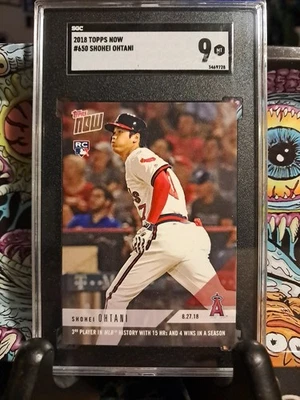 SGC
2018 TOPPS NOW
#650 SHOHEI OHTANI
9 MT
1469728
Topps
NOW
RC
SHOHEI OHTANI
8.27.18
3RD PLAYER IN MLB HISTORY WITH 15 HRs AND 4 WINS IN A SEASON